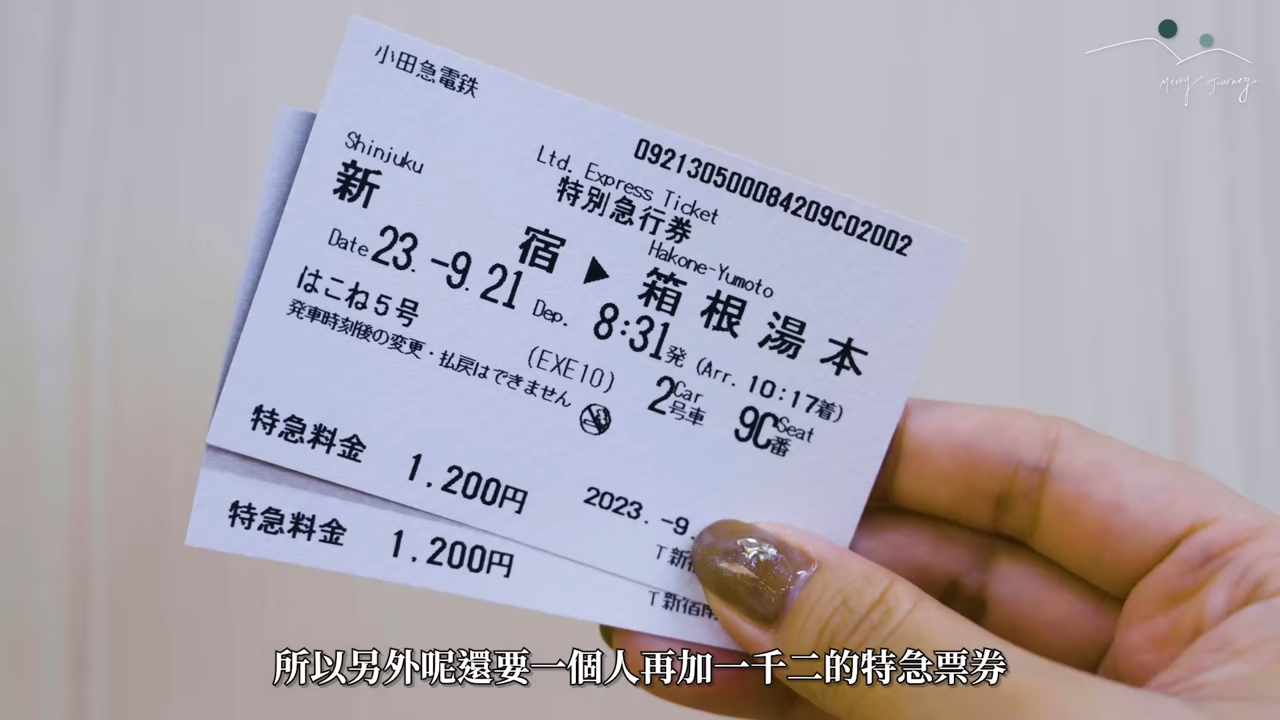 Merry Journey
小田急電鉄
092130500084209C02002
Ltd. Express Ticket
特別急行券
Shinjuku
Hakone-Yumoto
新宿 ▶ 箱根湯本
Date 23.-9.21 Dep. 8:31発 (Arr. 10:17着)
はこね5号 (EXE10) 2 Car 号車 9C Seat 番
発車時刻後の変更・払戻はできません
特急料金 1,200円
2023.-9.
T新宿
特急料金 1,200円
T新宿南
所以另外呢還要一個人再加一千二的特急票券